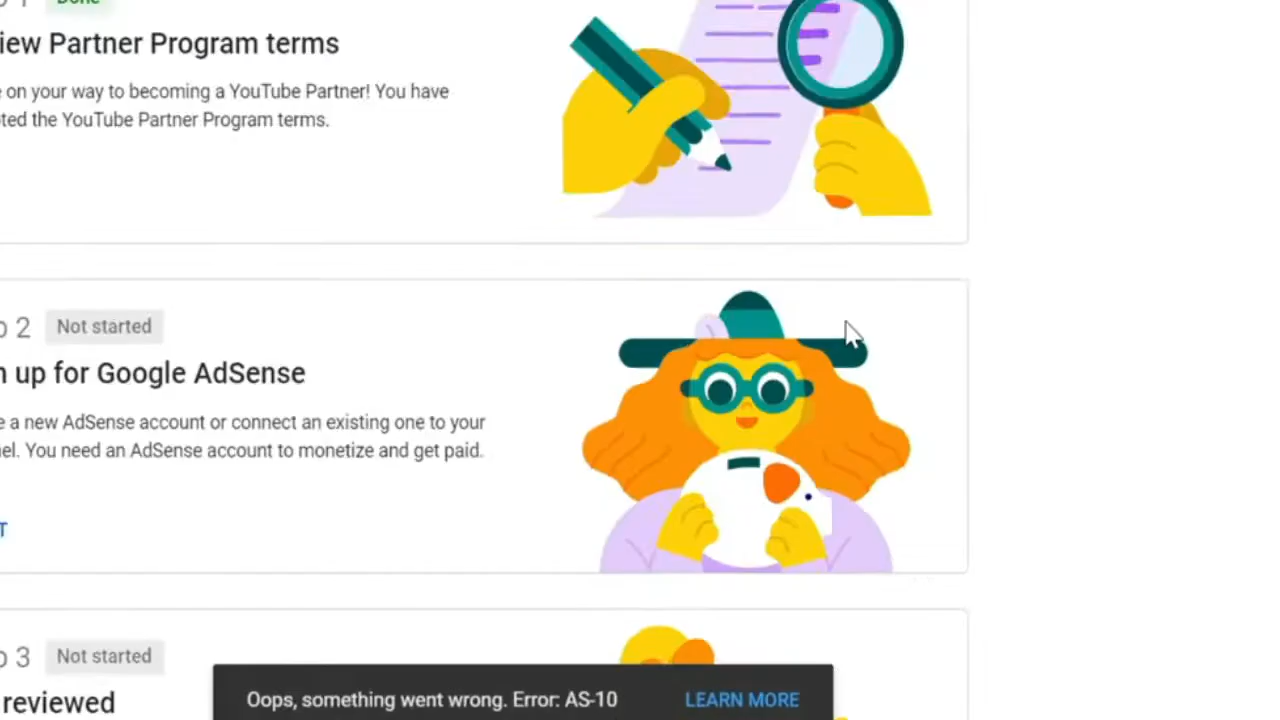 Done
iew Partner Program terms
on your way to becoming a YouTube Partner! You have
ted the YouTube Partner Program terms.
2 Not started
up for Google AdSense
a new AdSense account or connect an existing one to your
el. You need an AdSense account to monetize and get paid.
T
3 Not started
reviewed
Oops, something went wrong. Error: AS-10 LEARN MORE